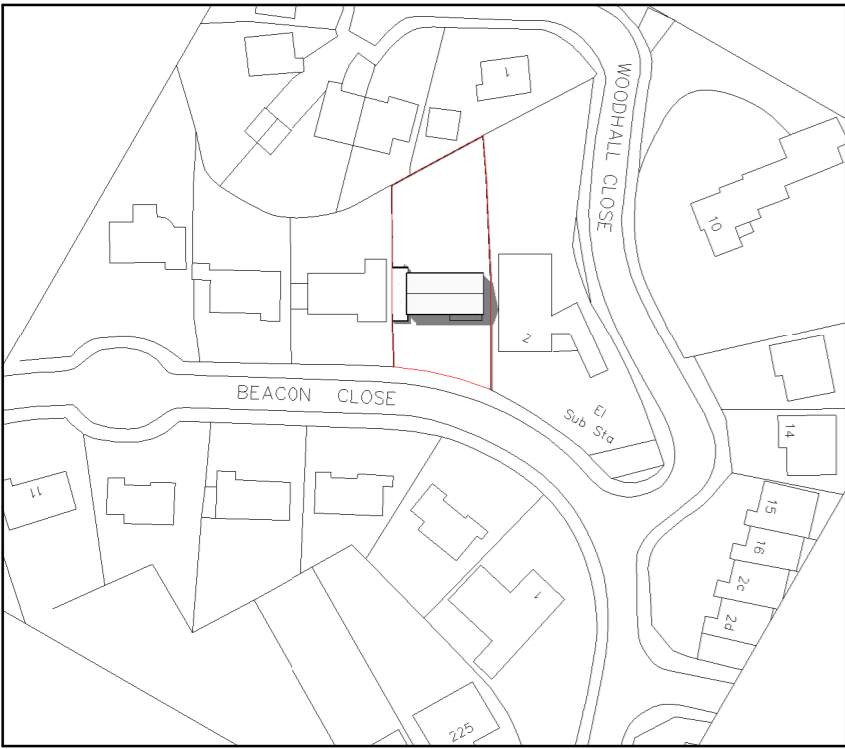 1
WOODHALL CLOSE
10
2
BEACON CLOSE
El
Sub Sta
14
11
15
16
2c
2d
1
225